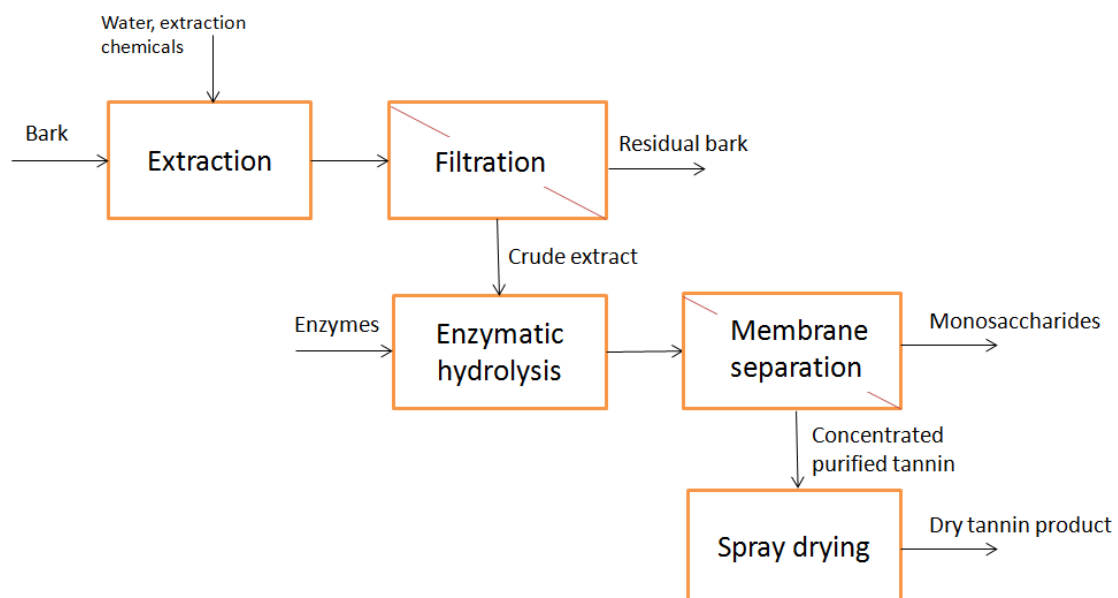 Water, extraction
chemicals
Bark
Extraction
Filtration
Residual bark
Crude extract
Enzymes
Enzymatic
hydrolysis
Membrane
separation
Monosaccharides
Concentrated
purified tannin
Spray drying
Dry tannin product